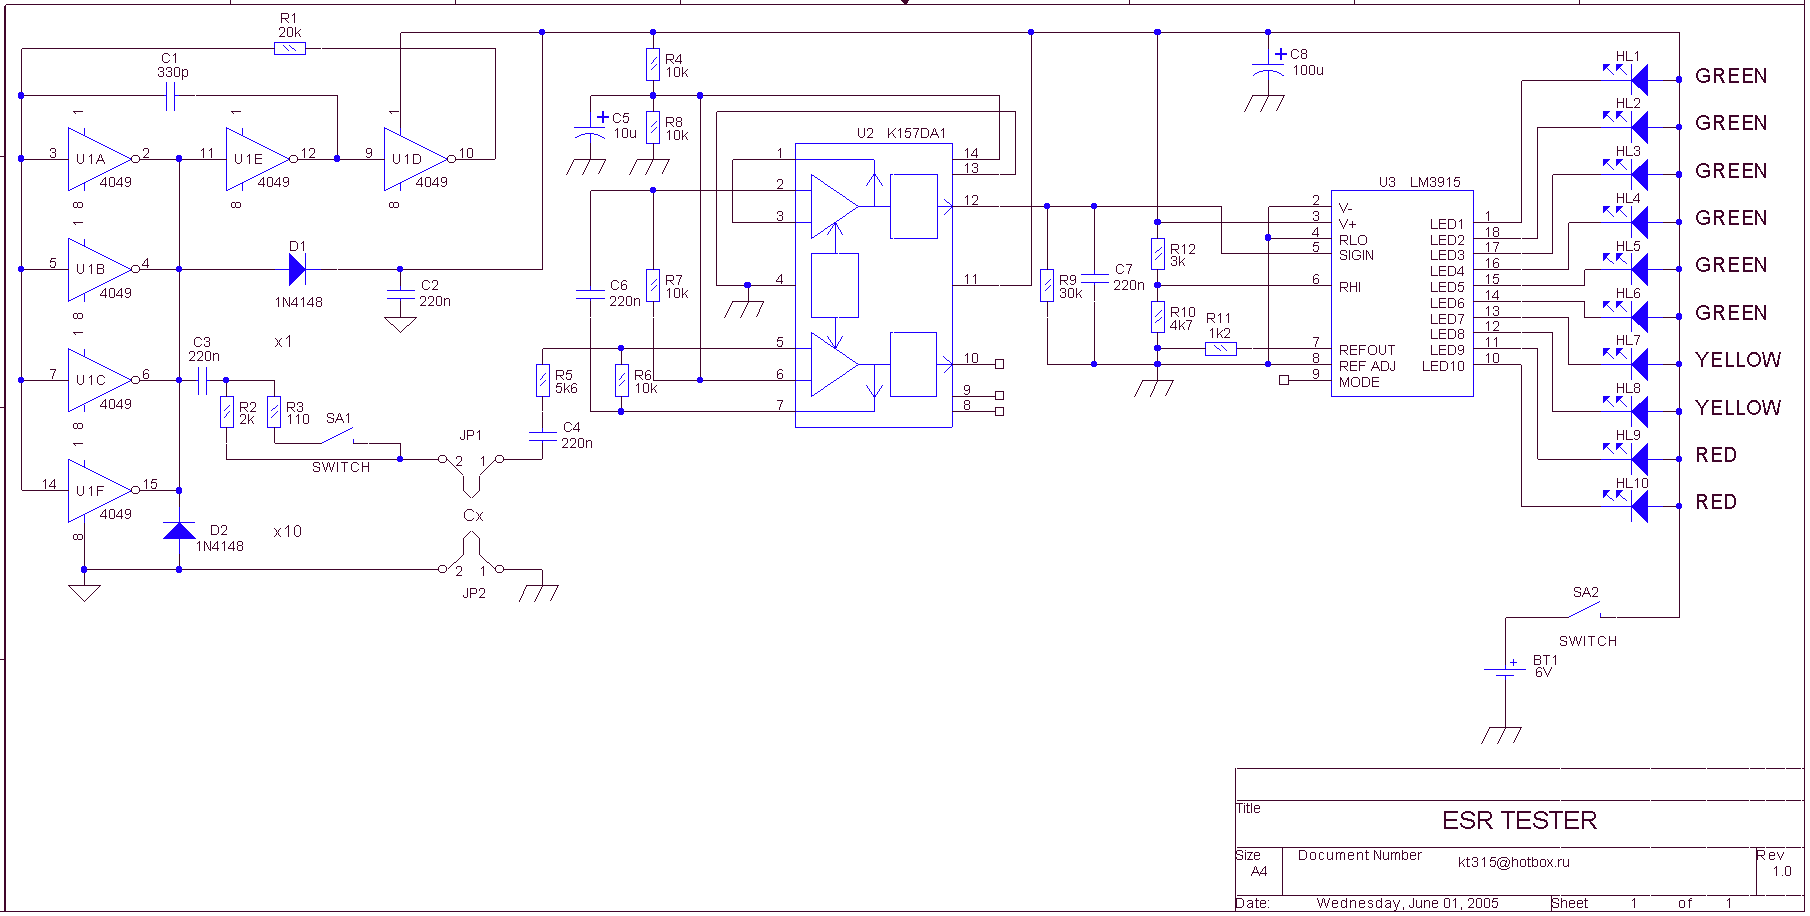 R1
20k
C1
330p
1
3
U1A
2
4049
8
11
1
U1E
12
4049
8
9
1
U1D
10
4049
8
1
5
U1B
4
4049
8
D1
1N4148
C2
220n
x1
1
7
U1C
6
4049
8
C3
220n
R2
2k
R3
110
SA1
SWITCH
1
14
U1F
15
4049
8
D2
1N4148
x10
JP1
2
1
Cx
2
1
JP2
R4
10k
C5
10u
R8
10k
C6
220n
R7
10k
R5
5k6
R6
10k
C4
220n
U2 K157DA1
1
2
3
4
5
6
7
14
13
12
11
10
9
8
R9
30k
C7
220n
R12
3k
R10
4k7
R11
1k2
C8
100u
U3 LM3915
2 V-
3 V+
4 RLO
5 SIGIN
6 RHI
7 REFOUT
8 REF ADJ
9 MODE
LED1 1
LED2 18
LED3 17
LED4 16
LED5 15
LED6 14
LED7 13
LED8 12
LED9 11
LED10 10
HL1 GREEN
HL2 GREEN
HL3 GREEN
HL4 GREEN
HL5 GREEN
HL6 GREEN
HL7 YELLOW
HL8 YELLOW
HL9 RED
HL10 RED
SA2
SWITCH
BT1
6V
Title
ESR TESTER
Size
A4
Document Number
kt315@hotbox.ru
Rev
1.0
Date: Wednesday, June 01, 2005 Sheet 1 of 1